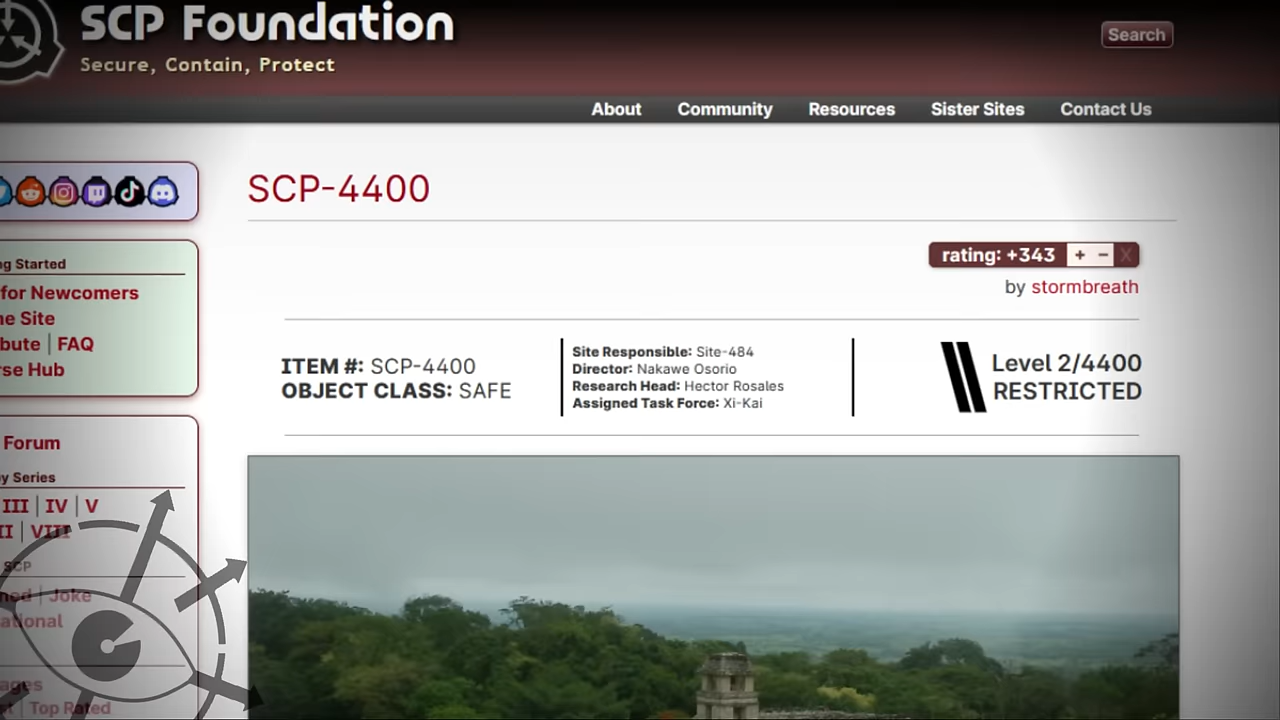 SCP Foundation
Secure, Contain, Protect
Search
About Community Resources Sister Sites Contact Us
SCP-4400
rating: +343 + − X
by stormbreath
ITEM #: SCP-4400
OBJECT CLASS: SAFE
Site Responsible: Site-484
Director: Nakawe Osorio
Research Head: Hector Rosales
Assigned Task Force: Xi-Kai
Level 2/4400
RESTRICTED
ng Started
for Newcomers
ne Site
bute | FAQ
rse Hub
Forum
by Series
III | IV | V
II | VIII
SCP
ned | Joke
ational
ages
st | Top Rated